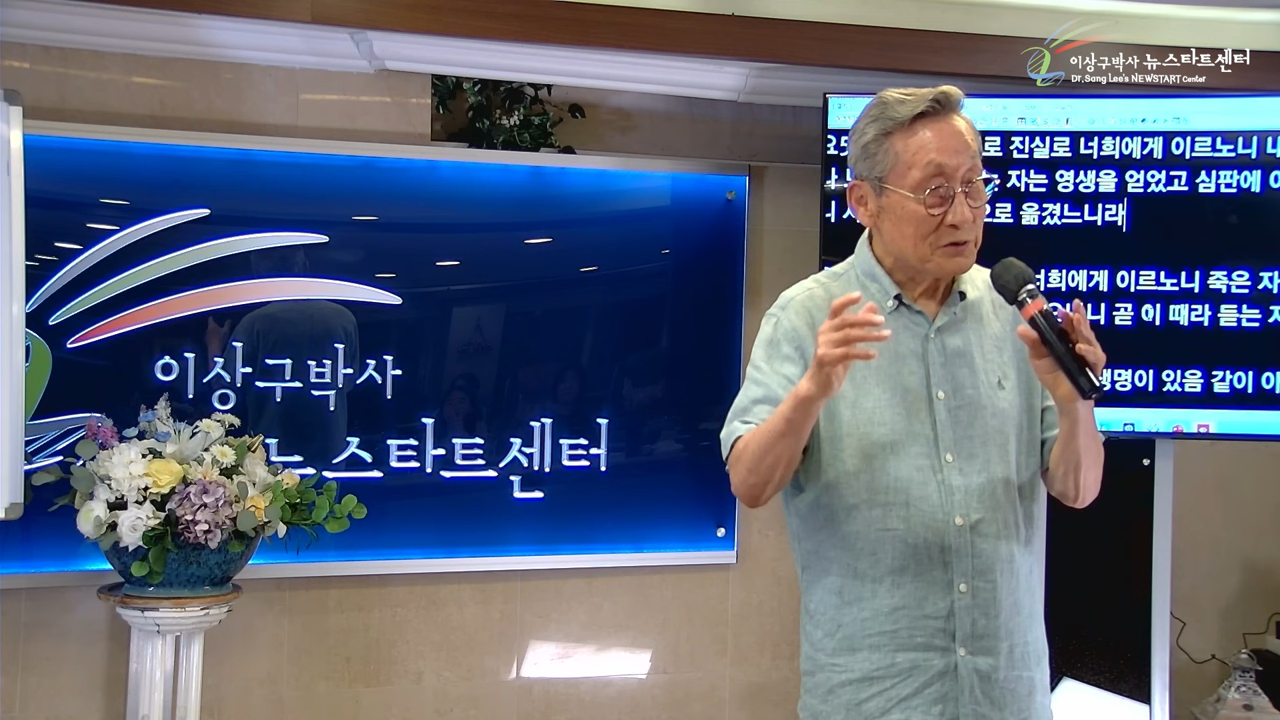 이상구박사 뉴스타트센터
Dr. Sang Lee's NEWSTART Center
이상구박사
뉴스타트센터
로 진실로 너희에게 이르노니 내
자는 영생을 얻었고 심판에 이
로 옮겼느니라
너희에게 이르노니 죽은 자
니 곧 이 때라 듣는 자
생명이 있음 같이 아